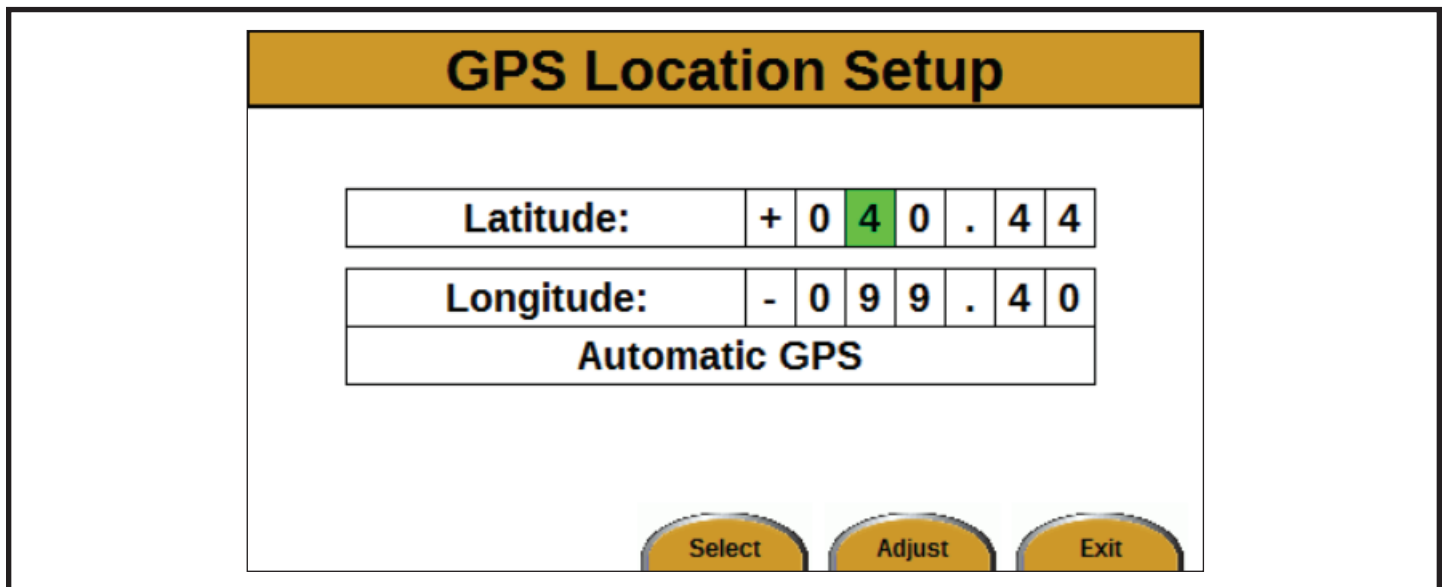 GPS Location Setup
Latitude: + 0 4 0 . 4 4
Longitude: - 0 9 9 . 4 0
Automatic GPS
Select Adjust Exit